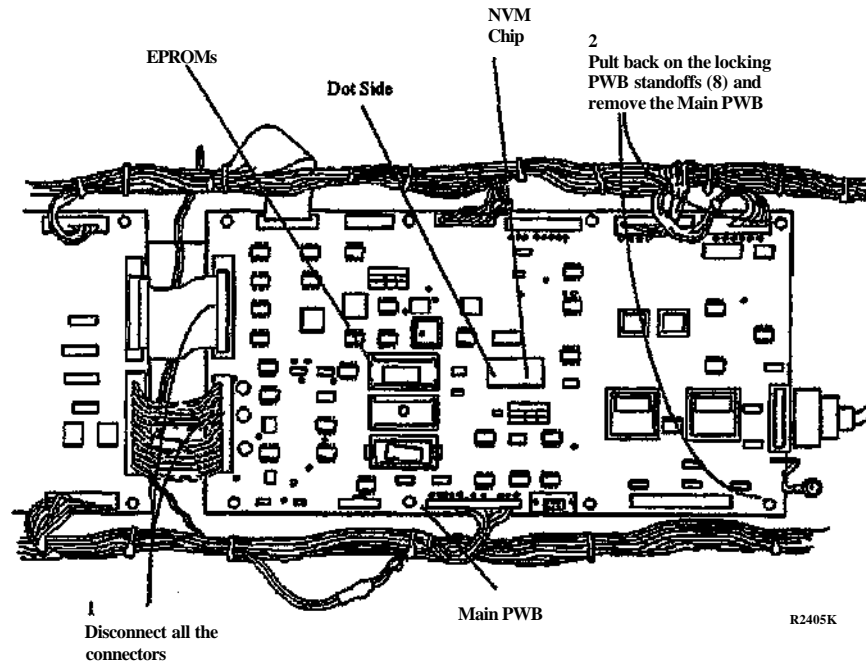 NVM
Chip
EPROMs
Dot Side
2
Pult back on the locking
PWB standoffs (8) and
remove the Main PWB
1
Disconnect all the
connectors
Main PWB
R2405K